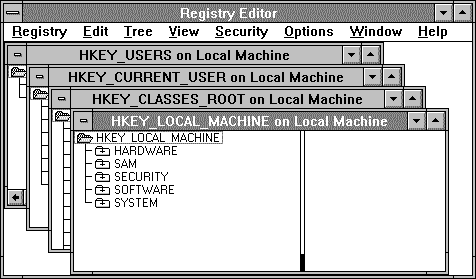 Registry Editor
Registry Edit Tree View Security Options Window Help
HKEY_USERS on Local Machine
HKEY_CURRENT_USER on Local Machine
HKEY_CLASSES_ROOT on Local Machine
HKEY_LOCAL_MACHINE on Local Machine
HKEY_LOCAL_MACHINE
HARDWARE
SAM
SECURITY
SOFTWARE
SYSTEM